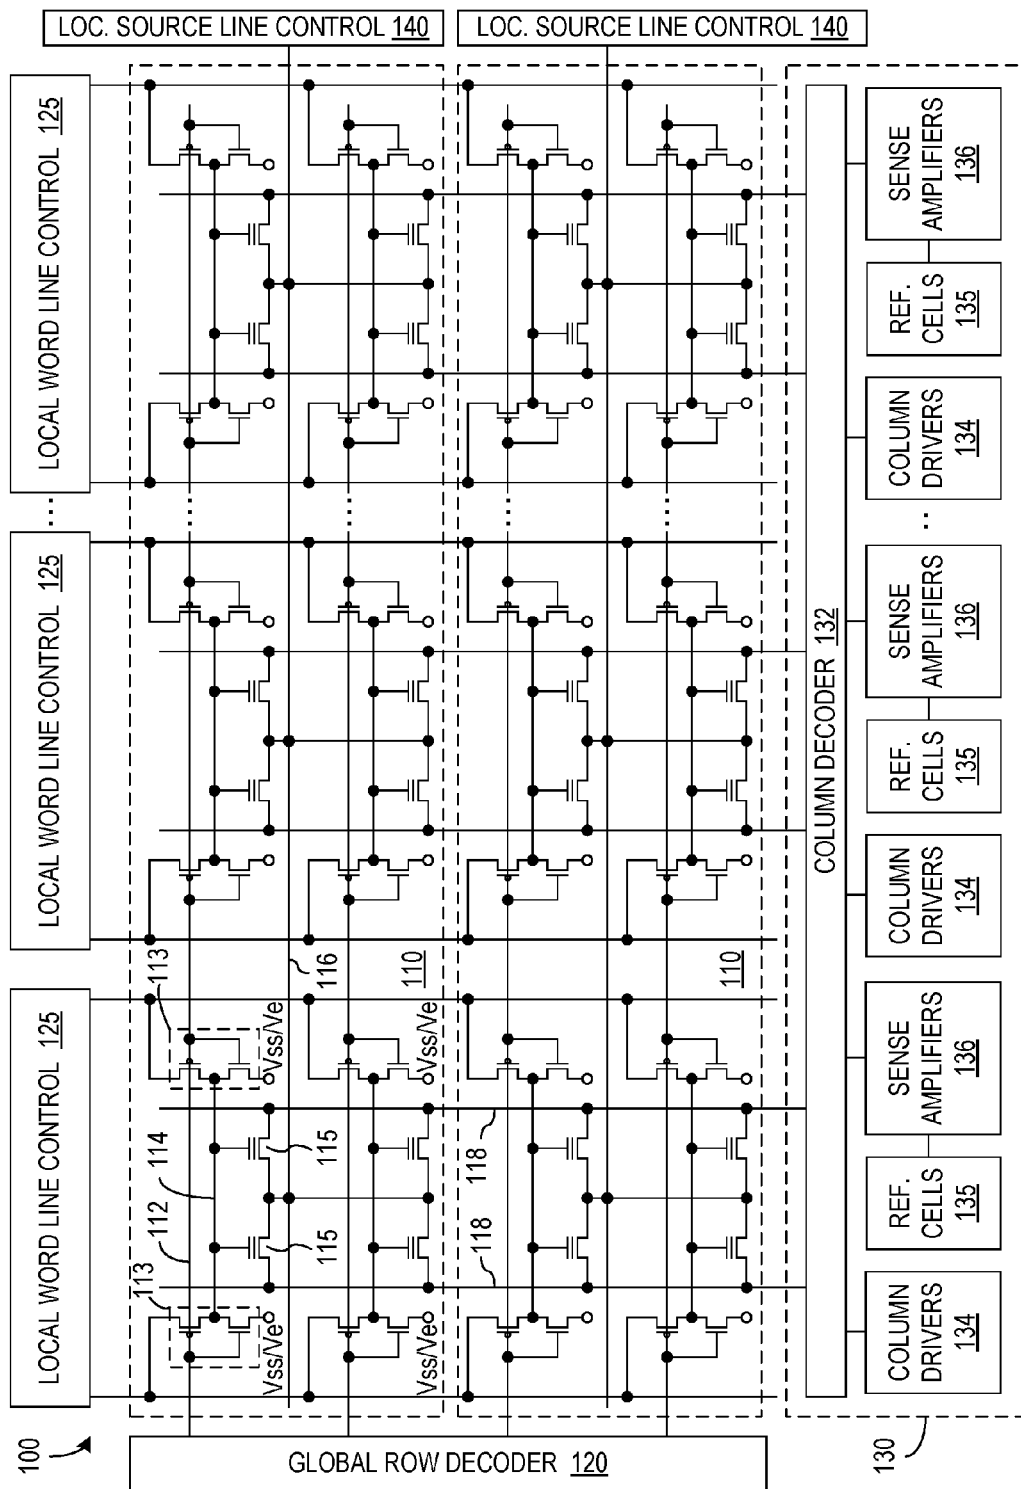 LOC. SOURCE LINE CONTROL 140
LOC. SOURCE LINE CONTROL 140
LOCAL WORD LINE CONTROL 125
LOCAL WORD LINE CONTROL 125
LOCAL WORD LINE CONTROL 125
...
...
...
...
...
113
116
110
110
Vss/Ve
Vss/Ve
114
112
113
115
115
118
118
Vss/Ve
Vss/Ve
100
GLOBAL ROW DECODER 120
COLUMN DECODER 132
SENSE
AMPLIFIERS
136
REF.
CELLS
135
COLUMN
DRIVERS
134
..
SENSE
AMPLIFIERS
136
REF.
CELLS
135
COLUMN
DRIVERS
134
SENSE
AMPLIFIERS
136
REF.
CELLS
135
COLUMN
DRIVERS
134
130